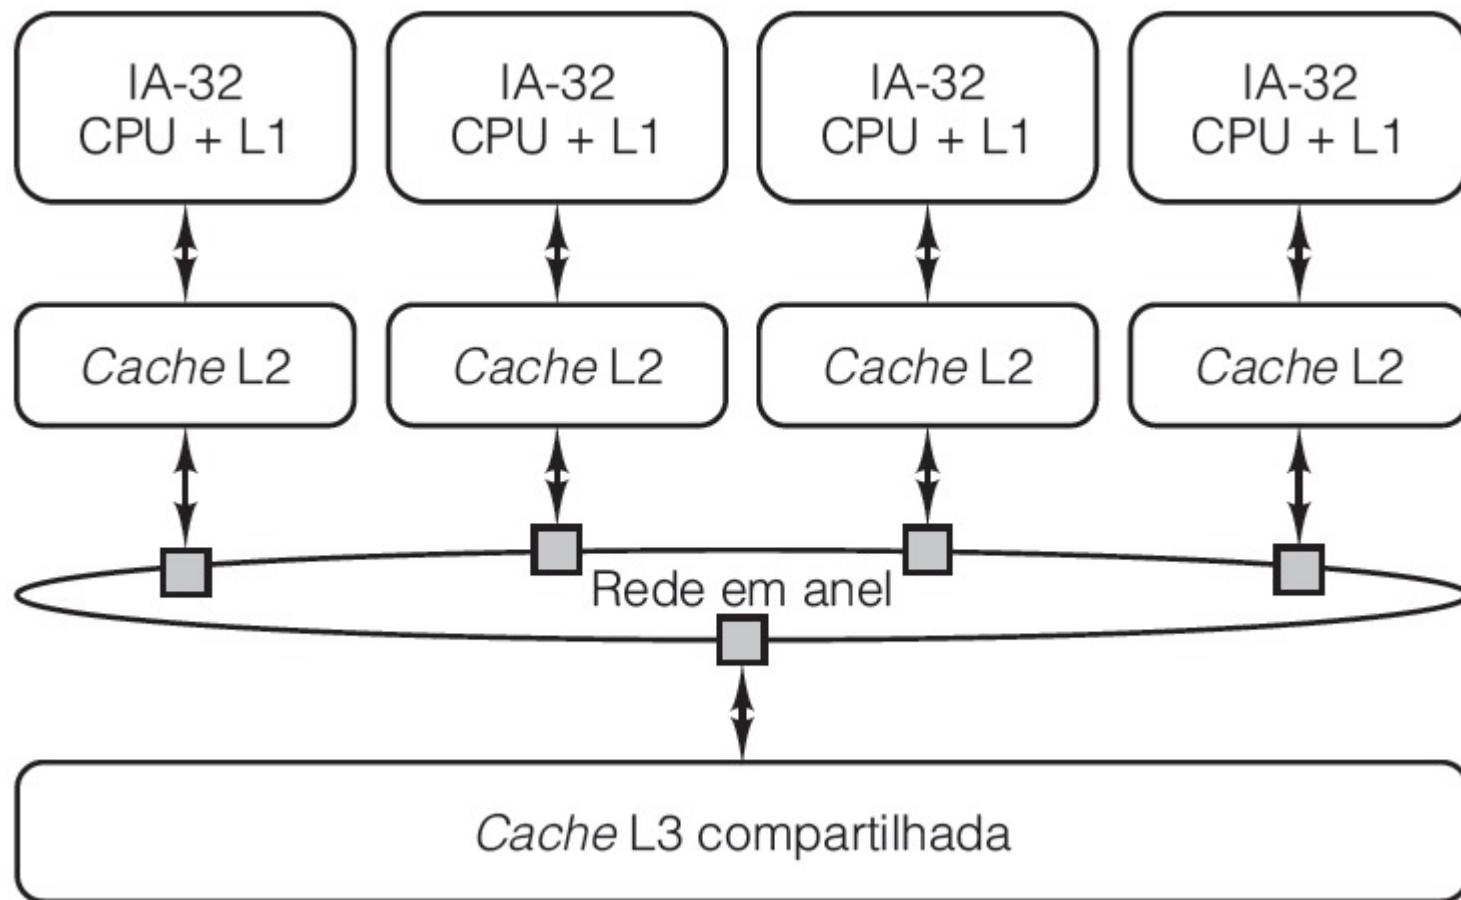 IA-32
CPU + L1
IA-32
CPU + L1
IA-32
CPU + L1
IA-32
CPU + L1
Cache L2
Cache L2
Cache L2
Cache L2
Rede em anel
Cache L3 compartilhada